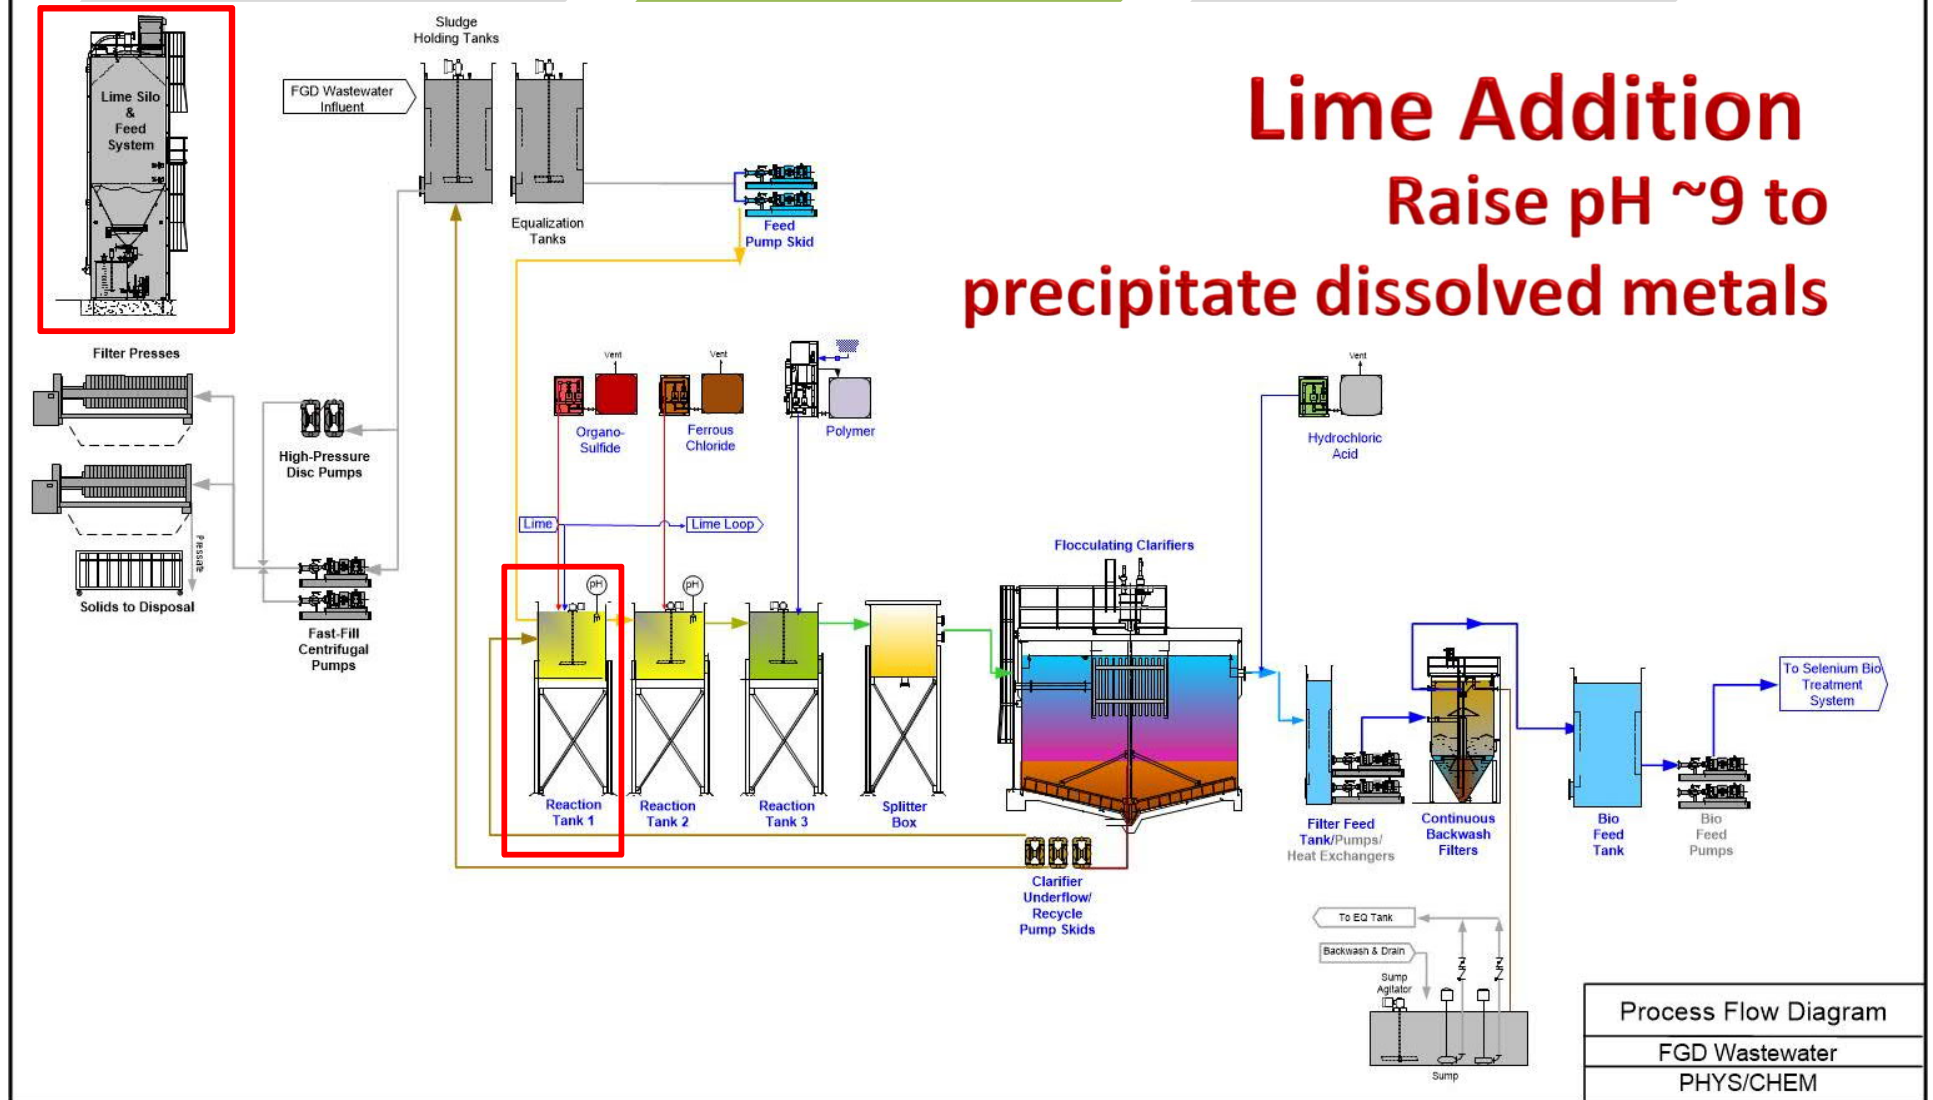 Lime Addition
Raise pH ~9 to
precipitate dissolved metals
Lime Silo
&
Feed
System
Sludge
Holding Tanks
FGD Wastewater
Influent
Equalization
Tanks
Feed
Pump Skid
Filter Presses
High-Pressure
Disc Pumps
Pressate
Solids to Disposal
Fast-Fill
Centrifugal
Pumps
Vent
Organo-
Sulfide
Vent
Ferrous
Chloride
Polymer
Vent
Hydrochloric
Acid
Lime
Lime Loop
pH
pH
Flocculating Clarifiers
Reaction
Tank 1
Reaction
Tank 2
Reaction
Tank 3
Splitter
Box
Clarifier
Underflow/
Recycle
Pump Skids
Filter Feed
Tank/Pumps/
Heat Exchangers
Continuous
Backwash
Filters
Bio
Feed
Tank
Bio
Feed
Pumps
To Selenium Bio
Treatment
System
To EQ Tank
Backwash & Drain
Sump
Agitator
Sump
Process Flow Diagram
FGD Wastewater
PHYS/CHEM